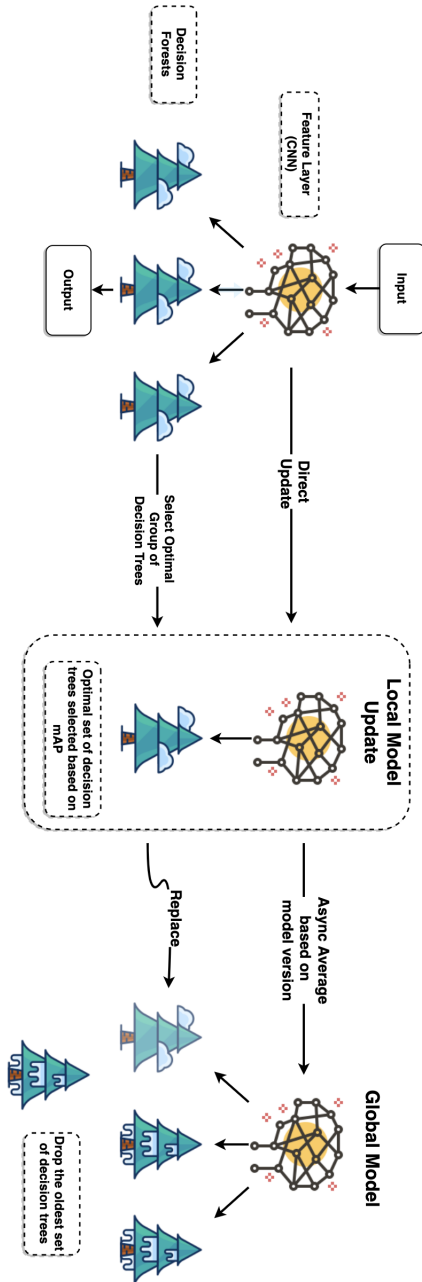 Input
Feature Layer
(CNN)
Decision
Forests
Output
Direct
Update
Select Optimal
Group of
Decision Trees
Local Model
Update
Optimal set of decision
trees selected based on
mAP
Async Average
based on
model version
Replace
Global Model
Drop the oldest set
of decision trees